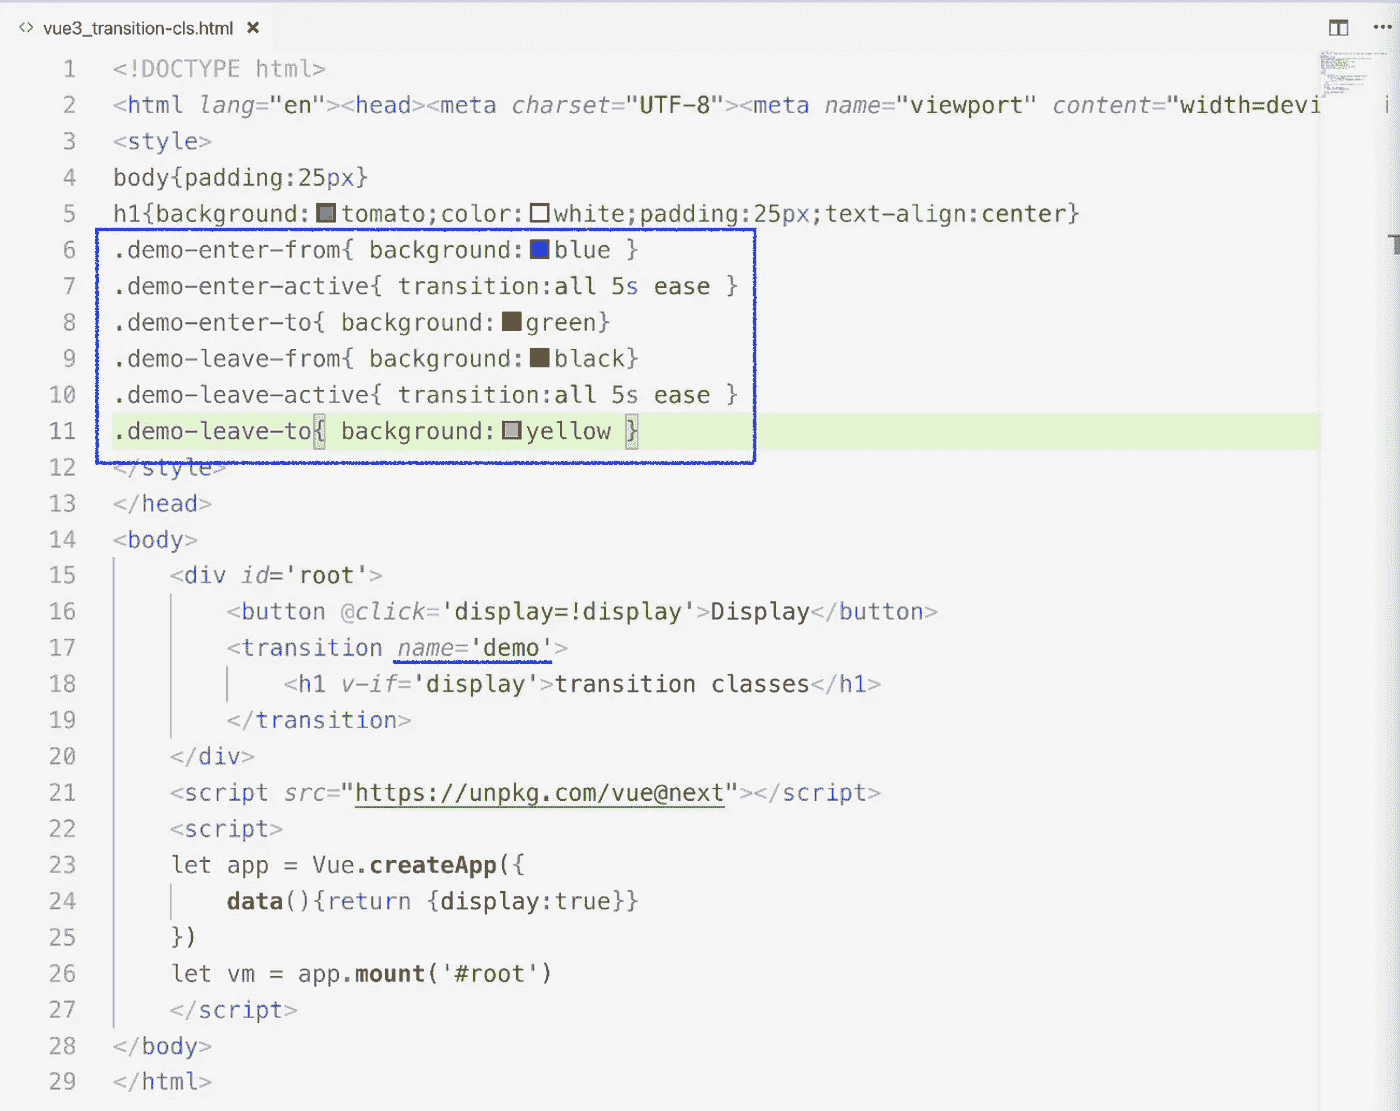 <> vue3_transition-cls.html ×
1 <!DOCTYPE html>
2 <html lang="en"><head><meta charset="UTF-8"><meta name="viewport" content="width=devi
3 <style>
4 body{padding:25px}
5 h1{background:tomato;color:white;padding:25px;text-align:center}
6 .demo-enter-from{ background:blue }
7 .demo-enter-active{ transition:all 5s ease }
8 .demo-enter-to{ background:green}
9 .demo-leave-from{ background:black}
10 .demo-leave-active{ transition:all 5s ease }
11 .demo-leave-to{ background:yellow }
12 </style>
13 </head>
14 <body>
15 <div id='root'>
16 <button @click='display=!display'>Display</button>
17 <transition name='demo'>
18 <h1 v-if='display'>transition classes</h1>
19 </transition>
20 </div>
21 <script src="https://unpkg.com/vue@next"></script>
22 <script>
23 let app = Vue.createApp({
24 data(){return {display:true}}
25 })
26 let vm = app.mount('#root')
27 </script>
28 </body>
29 </html>